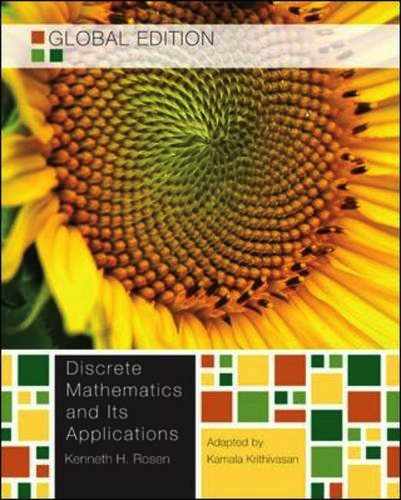 GLOBAL EDITION
Discrete
Mathematics
and Its
Applications
Kenneth H. Rosen
Adapted by
Kamala Krithivasan